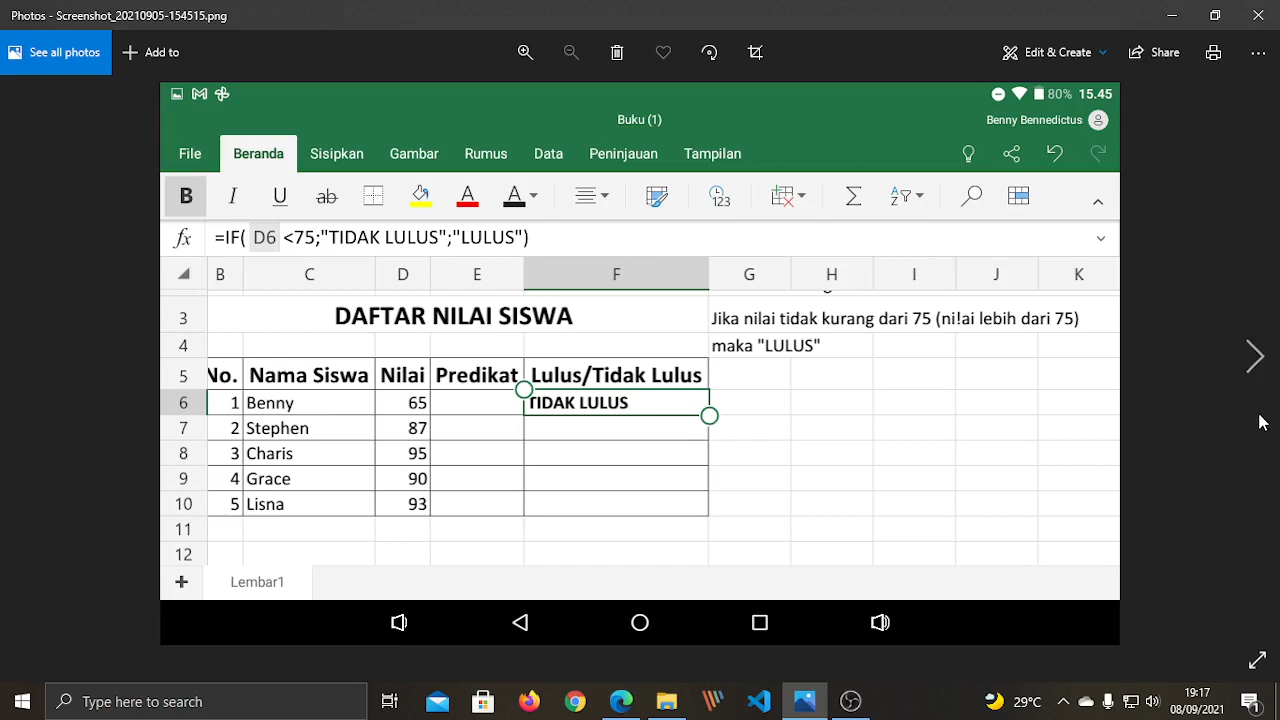 Photos - Screenshot_20210905-154515.png
See all photos
Add to
Edit & Create
Share
80% 15.45
Buku (1)
Benny Bennedictus
File Beranda Sisipkan Gambar Rumus Data Peninjauan Tampilan
B I U ab A A 123
fx =IF( D6 <75;"TIDAK LULUS";"LULUS")
B C D E F G H I J K
3 DAFTAR NILAI SISWA Jika nilai tidak kurang dari 75 (ni!ai lebih dari 75)
4 maka "LULUS"
5 No. Nama Siswa Nilai Predikat Lulus/Tidak Lulus
6 1 Benny 65 TIDAK LULUS
7 2 Stephen 87
8 3 Charis 95
9 4 Grace 90
10 5 Lisna 93
11
12
Lembar1
Type here to search
29°C
19:17
08/09/2021
1